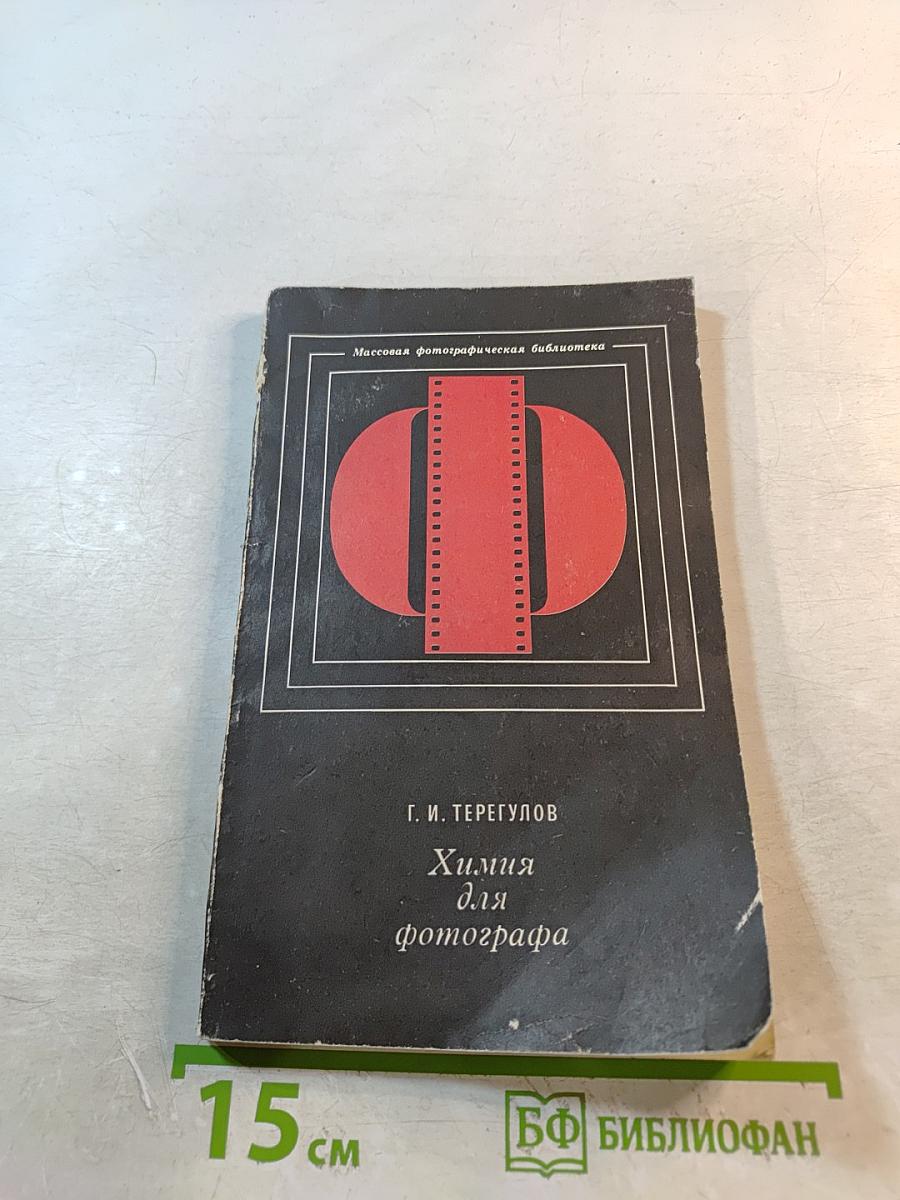 Массовая фотографическая библиотека
Г. И. ТЕРЕГУЛОВ
Химия
для
фотографа
15 см
БФ БИБЛИОФАН